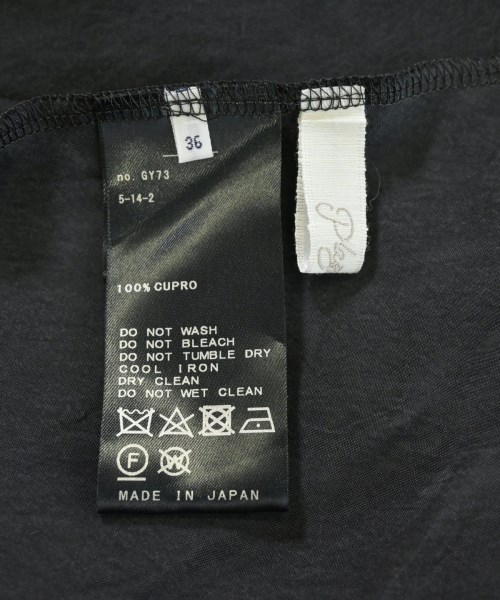 36
no. GY73
5-14-2
100% CUPRO
DO NOT WASH
DO NOT BLEACH
DO NOT TUMBLE DRY
COOL IRON
DRY CLEAN
DO NOT WET CLEAN
F W
MADE IN JAPAN